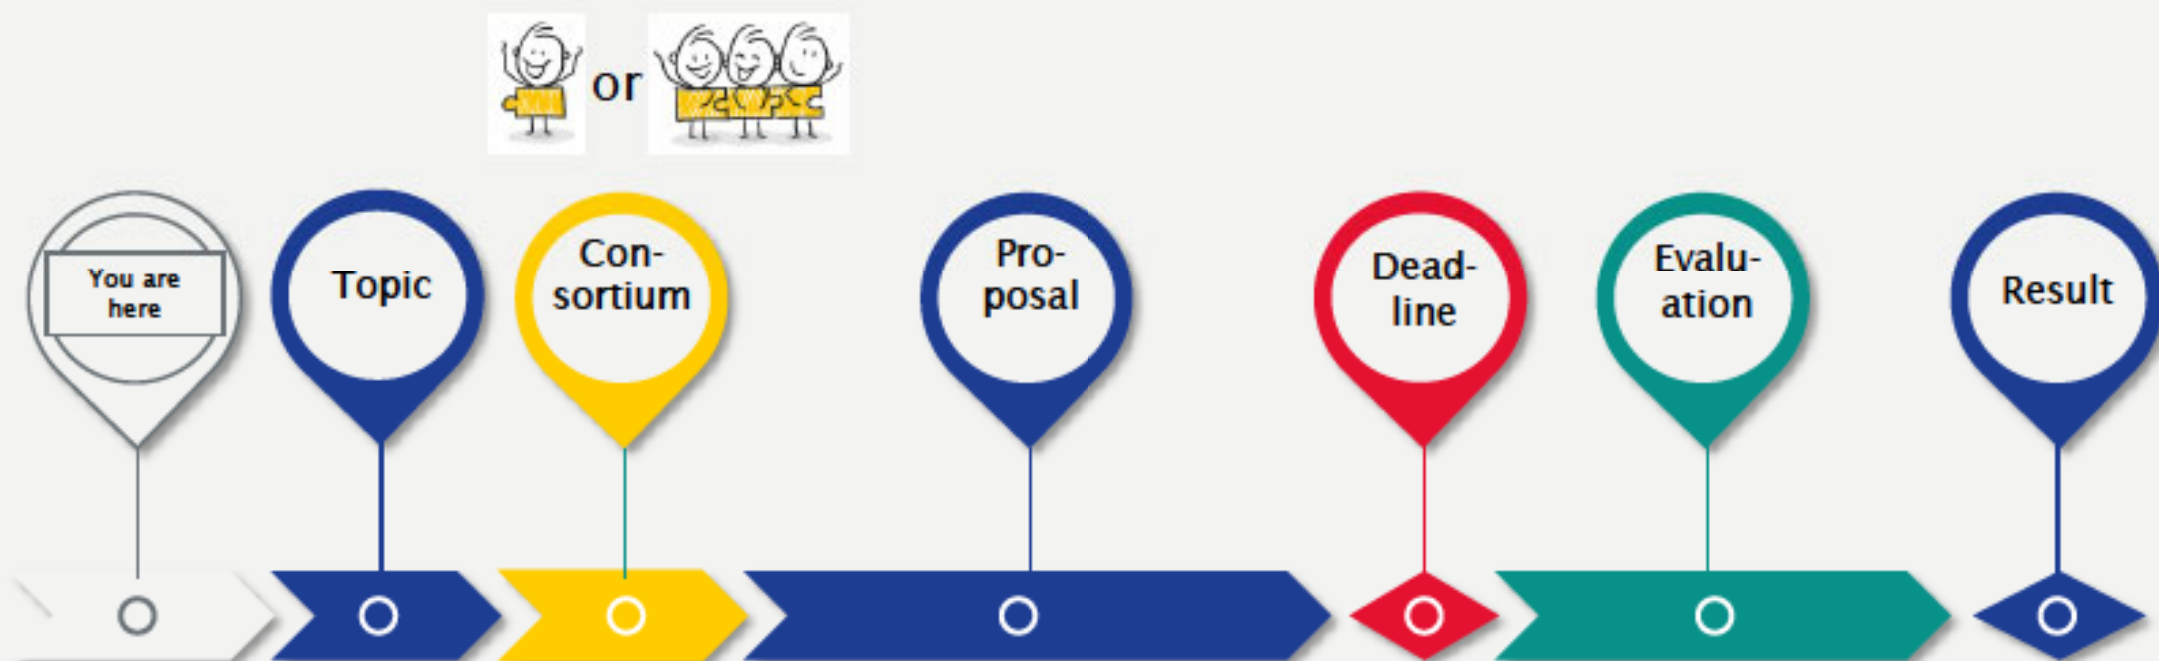 or
You are
here
Topic
Con-
sortium
Pro-
posal
Dead-
line
Evalu-
ation
Result